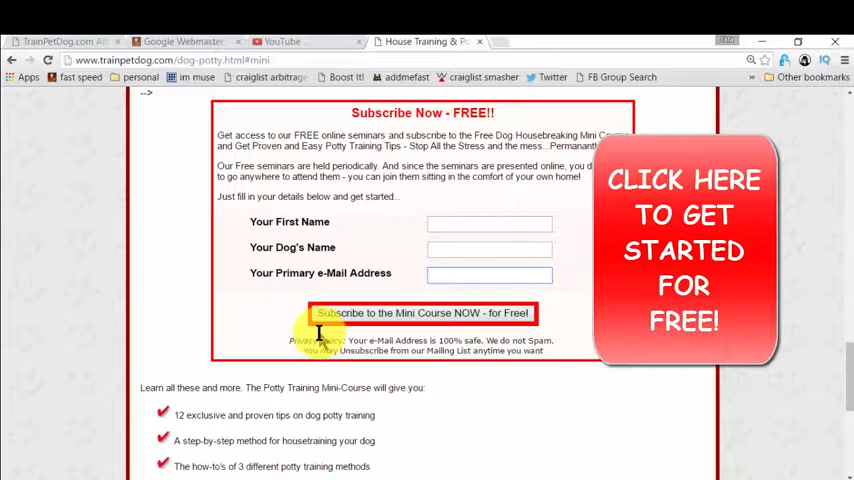 TrainPetDog.com Af
Google Webmaster
YouTube
House Training & Po
www.trainpetdog.com/dog-potty.html#mini
Apps fast speed personal im muse craiglist arbitrage Boost It! addmefast craiglist smasher Twitter FB Group Search Other bookmarks
-->
Subscribe Now - FREE!!
Get access to our FREE online seminars and subscribe to the Free Dog Housebreaking Mini
and Get Proven and Easy Potty Training Tips - Stop All the Stress and the mess...Permanantly
Our Free seminars are held periodically. And since the seminars are presented online, you
to go anywhere to attend them - you can join them sitting in the comfort of your own home!
Just fill in your details below and get started...
Your First Name
Your Dog's Name
Your Primary e-Mail Address
Subscribe to the Mini Course NOW - for Free!
Privacy Policy: Your e-Mail Address is 100% safe. We do not Spam.
You may Unsubscribe from our Mailing List anytime you want
CLICK HERE
TO GET
STARTED
FOR
FREE!
Learn all these and more. The Potty Training Mini-Course will give you:
12 exclusive and proven tips on dog potty training
A step-by-step method for housetraining your dog
The how-to's of 3 different potty training methods